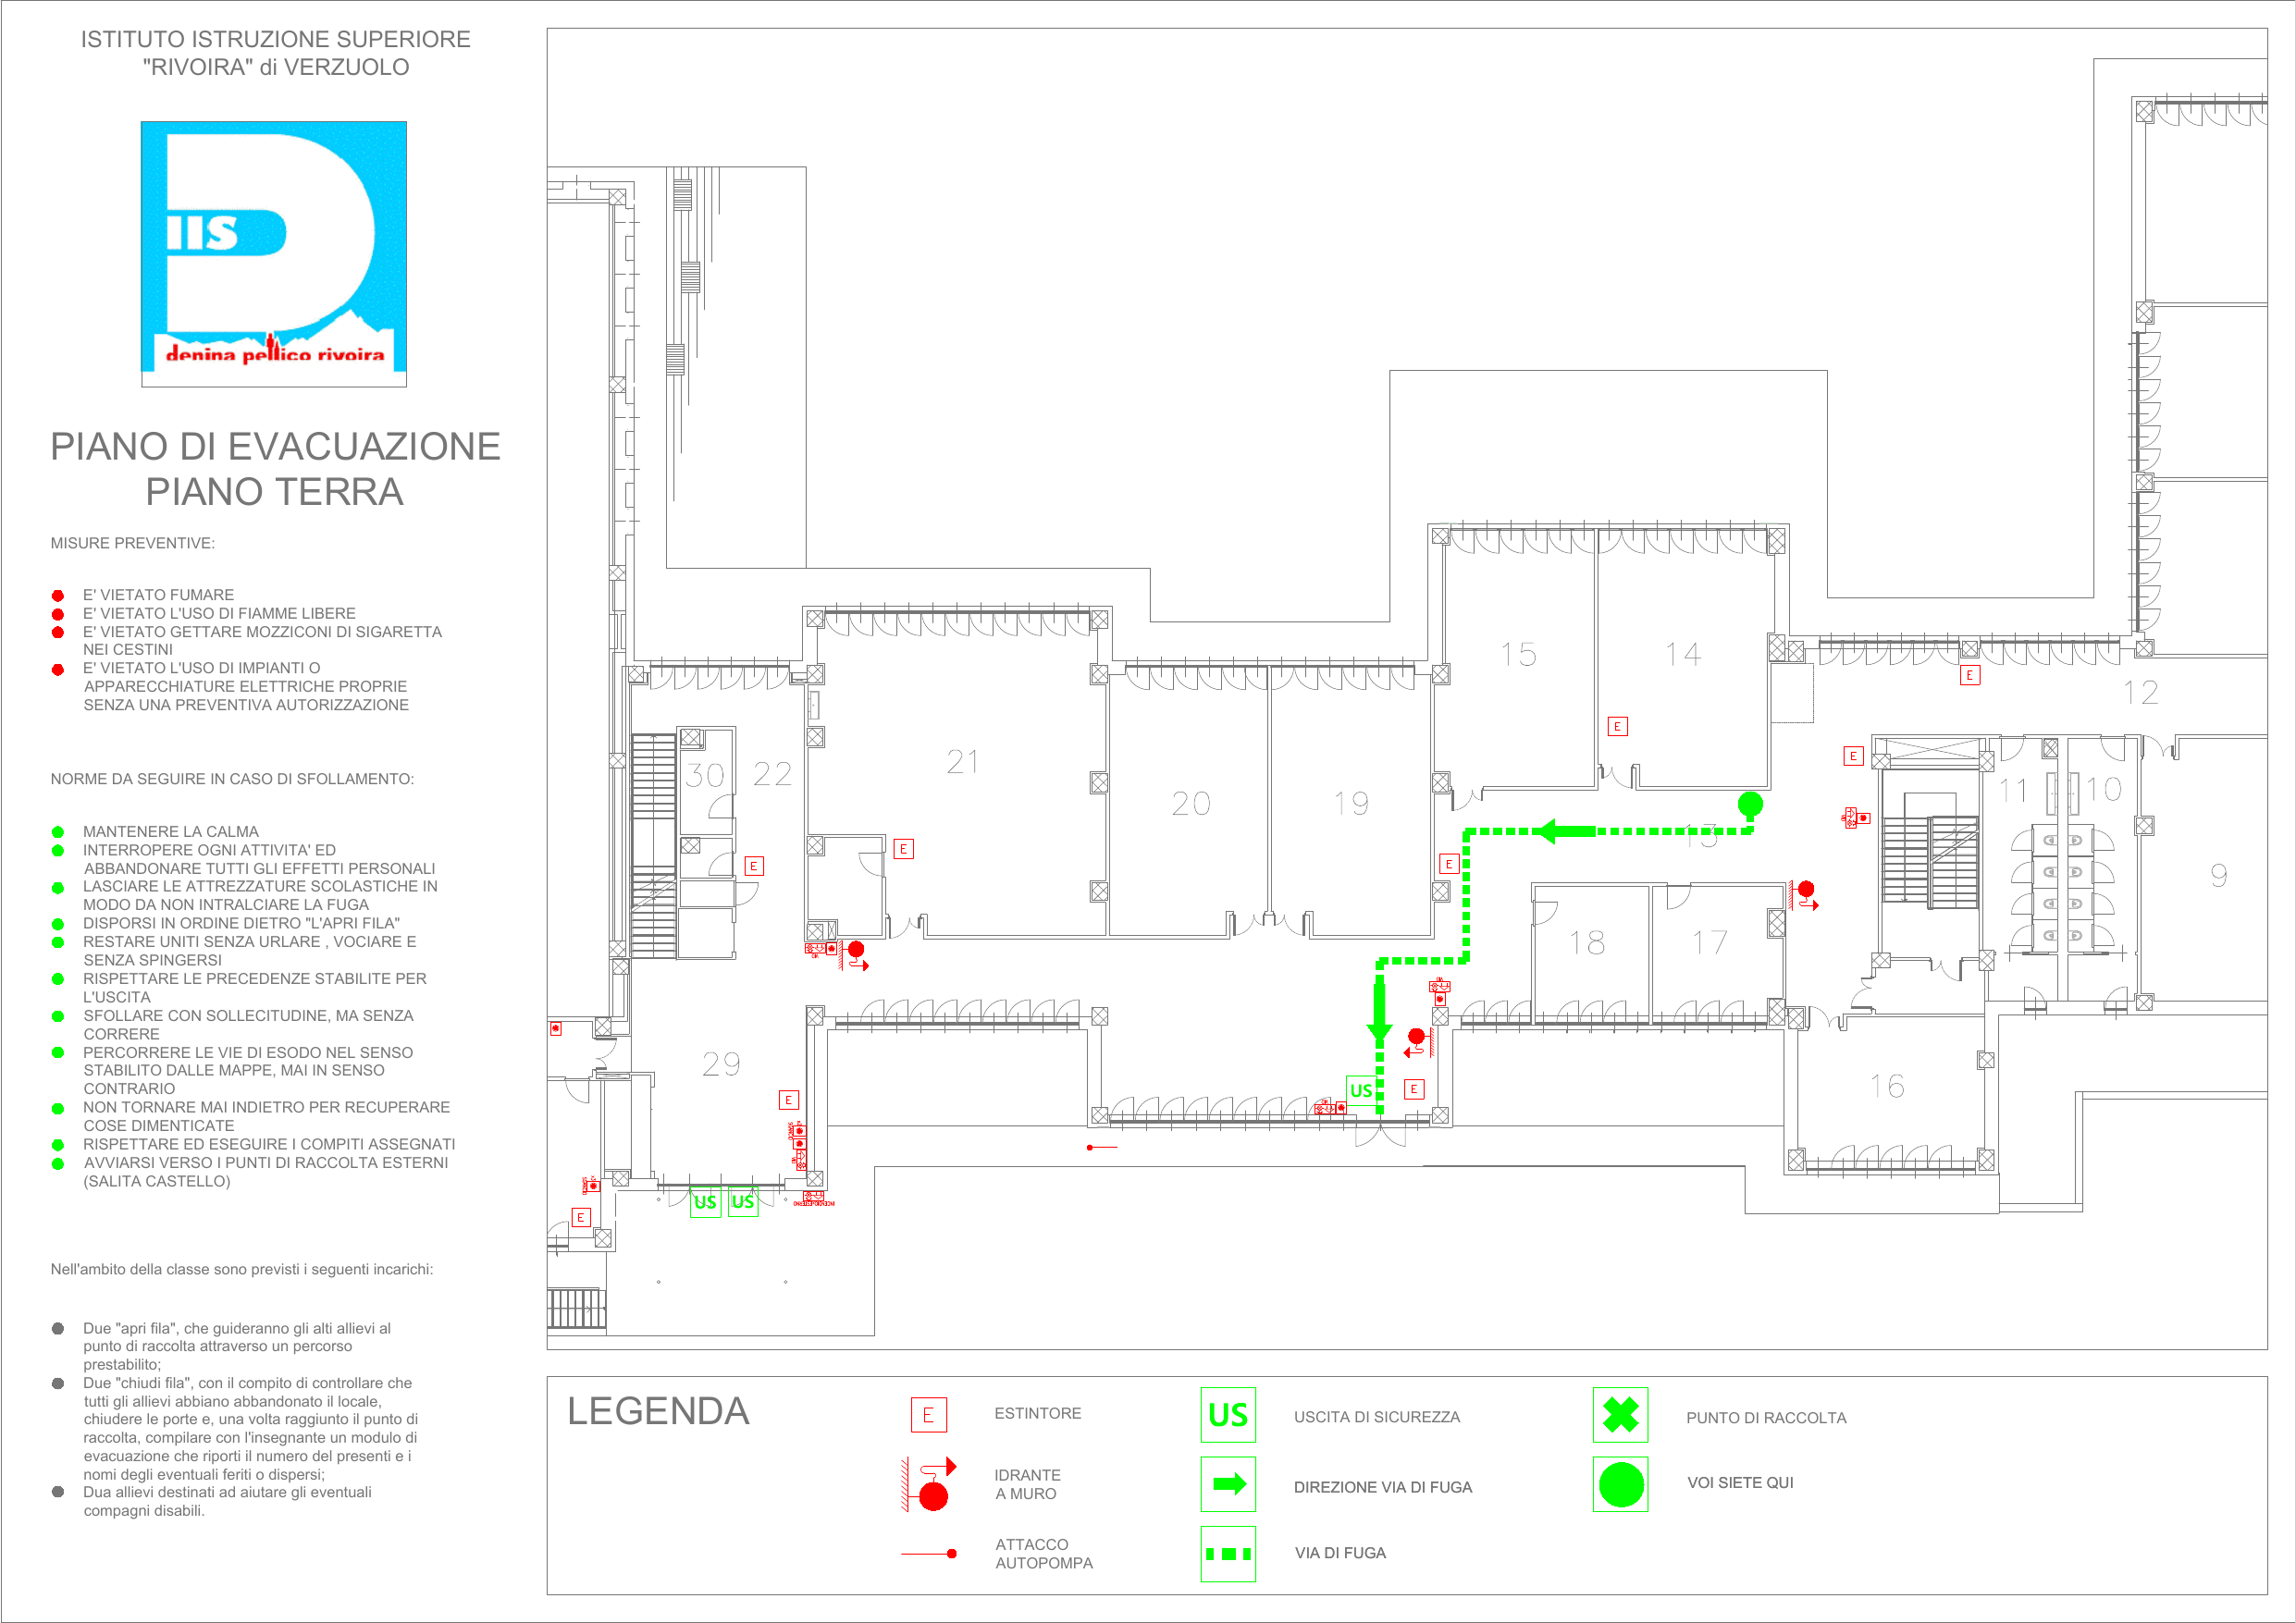 ISTITUTO ISTRUZIONE SUPERIORE
"RIVOIRA" di VERZUOLO
IIS
denina pellico rivoira
PIANO DI EVACUAZIONE
PIANO TERRA
MISURE PREVENTIVE:
E' VIETATO FUMARE
E' VIETATO L'USO DI FIAMME LIBERE
E' VIETATO GETTARE MOZZICONI DI SIGARETTA
NEI CESTINI
E' VIETATO L'USO DI IMPIANTI O
APPARECCHIATURE ELETTRICHE PROPRIE
SENZA UNA PREVENTIVA AUTORIZZAZIONE
NORME DA SEGUIRE IN CASO DI SFOLLAMENTO:
MANTENERE LA CALMA
INTERROPERE OGNI ATTIVITA' ED
ABBANDONARE TUTTI GLI EFFETTI PERSONALI
LASCIARE LE ATTREZZATURE SCOLASTICHE IN
MODO DA NON INTRALCIARE LA FUGA
DISPORSI IN ORDINE DIETRO "L'APRI FILA"
RESTARE UNITI SENZA URLARE , VOCIARE E
SENZA SPINGERSI
RISPETTARE LE PRECEDENZE STABILITE PER
L'USCITA
SFOLLARE CON SOLLECITUDINE, MA SENZA
CORRERE
PERCORRERE LE VIE DI ESODO NEL SENSO
STABILITO DALLE MAPPE, MAI IN SENSO
CONTRARIO
NON TORNARE MAI INDIETRO PER RECUPERARE
COSE DIMENTICATE
RISPETTARE ED ESEGUIRE I COMPITI ASSEGNATI
AVVIARSI VERSO I PUNTI DI RACCOLTA ESTERNI
(SALITA CASTELLO)
Nell'ambito della classe sono previsti i seguenti incarichi:
Due "apri fila", che guideranno gli alti allievi al
punto di raccolta attraverso un percorso
prestabilito;
Due "chiudi fila", con il compito di controllare che
tutti gli allievi abbiano abbandonato il locale,
chiudere le porte e, una volta raggiunto il punto di
raccolta, compilare con l'insegnante un modulo di
evacuazione che riporti il numero del presenti e i
nomi degli eventuali feriti o dispersi;
Dua allievi destinati ad aiutare gli eventuali
compagni disabili.
15
14
E
12
E
E
30
22
21
20
19
11
10
13
E
E
E
9
18
17
29
16
E
US
E
US
US
E
LEGENDA
E
ESTINTORE
IDRANTE
A MURO
ATTACCO
AUTOPOMPA
US
USCITA DI SICUREZZA
DIREZIONE VIA DI FUGA
VIA DI FUGA
PUNTO DI RACCOLTA
VOI SIETE QUI